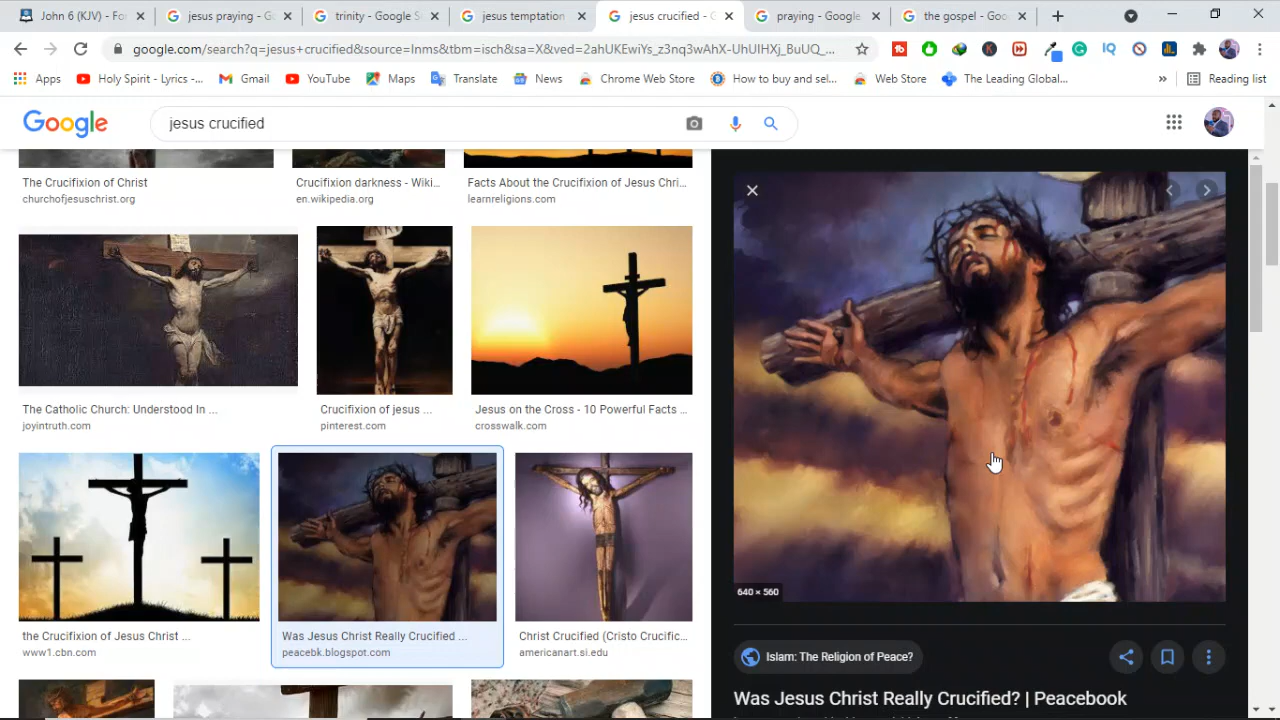 John 6 (KJV) - Fo
jesus praying - G
trinity - Google S
jesus temptation
jesus crucified - G
praying - Google
the gospel - Goo
google.com/search?q=jesus+crucified&source=lnms&tbm=isch&sa=X&ved=2ahUKEwiYs_z3nq3wAhX-UhUIHXj_BuUQ_...
Apps
Holy Spirit - Lyrics -...
Gmail
YouTube
Maps
Translate
News
Chrome Web Store
How to buy and sel...
Web Store
The Leading Global...
»
Reading list
Google
jesus crucified
The Crucifixion of Christ
churchofjesuschrist.org
Crucifixion darkness - Wiki...
en.wikipedia.org
Facts About the Crucifixion of Jesus Chri...
learnreligions.com
The Catholic Church: Understood In ...
joyintruth.com
Crucifixion of jesus ...
pinterest.com
Jesus on the Cross - 10 Powerful Facts ...
crosswalk.com
the Crucifixion of Jesus Christ ...
www1.cbn.com
Was Jesus Christ Really Crucified ...
peacebk.blogspot.com
Christ Crucified (Cristo Crucific...
americanart.si.edu
640 × 560
Islam: The Religion of Peace?
Was Jesus Christ Really Crucified? | Peacebook